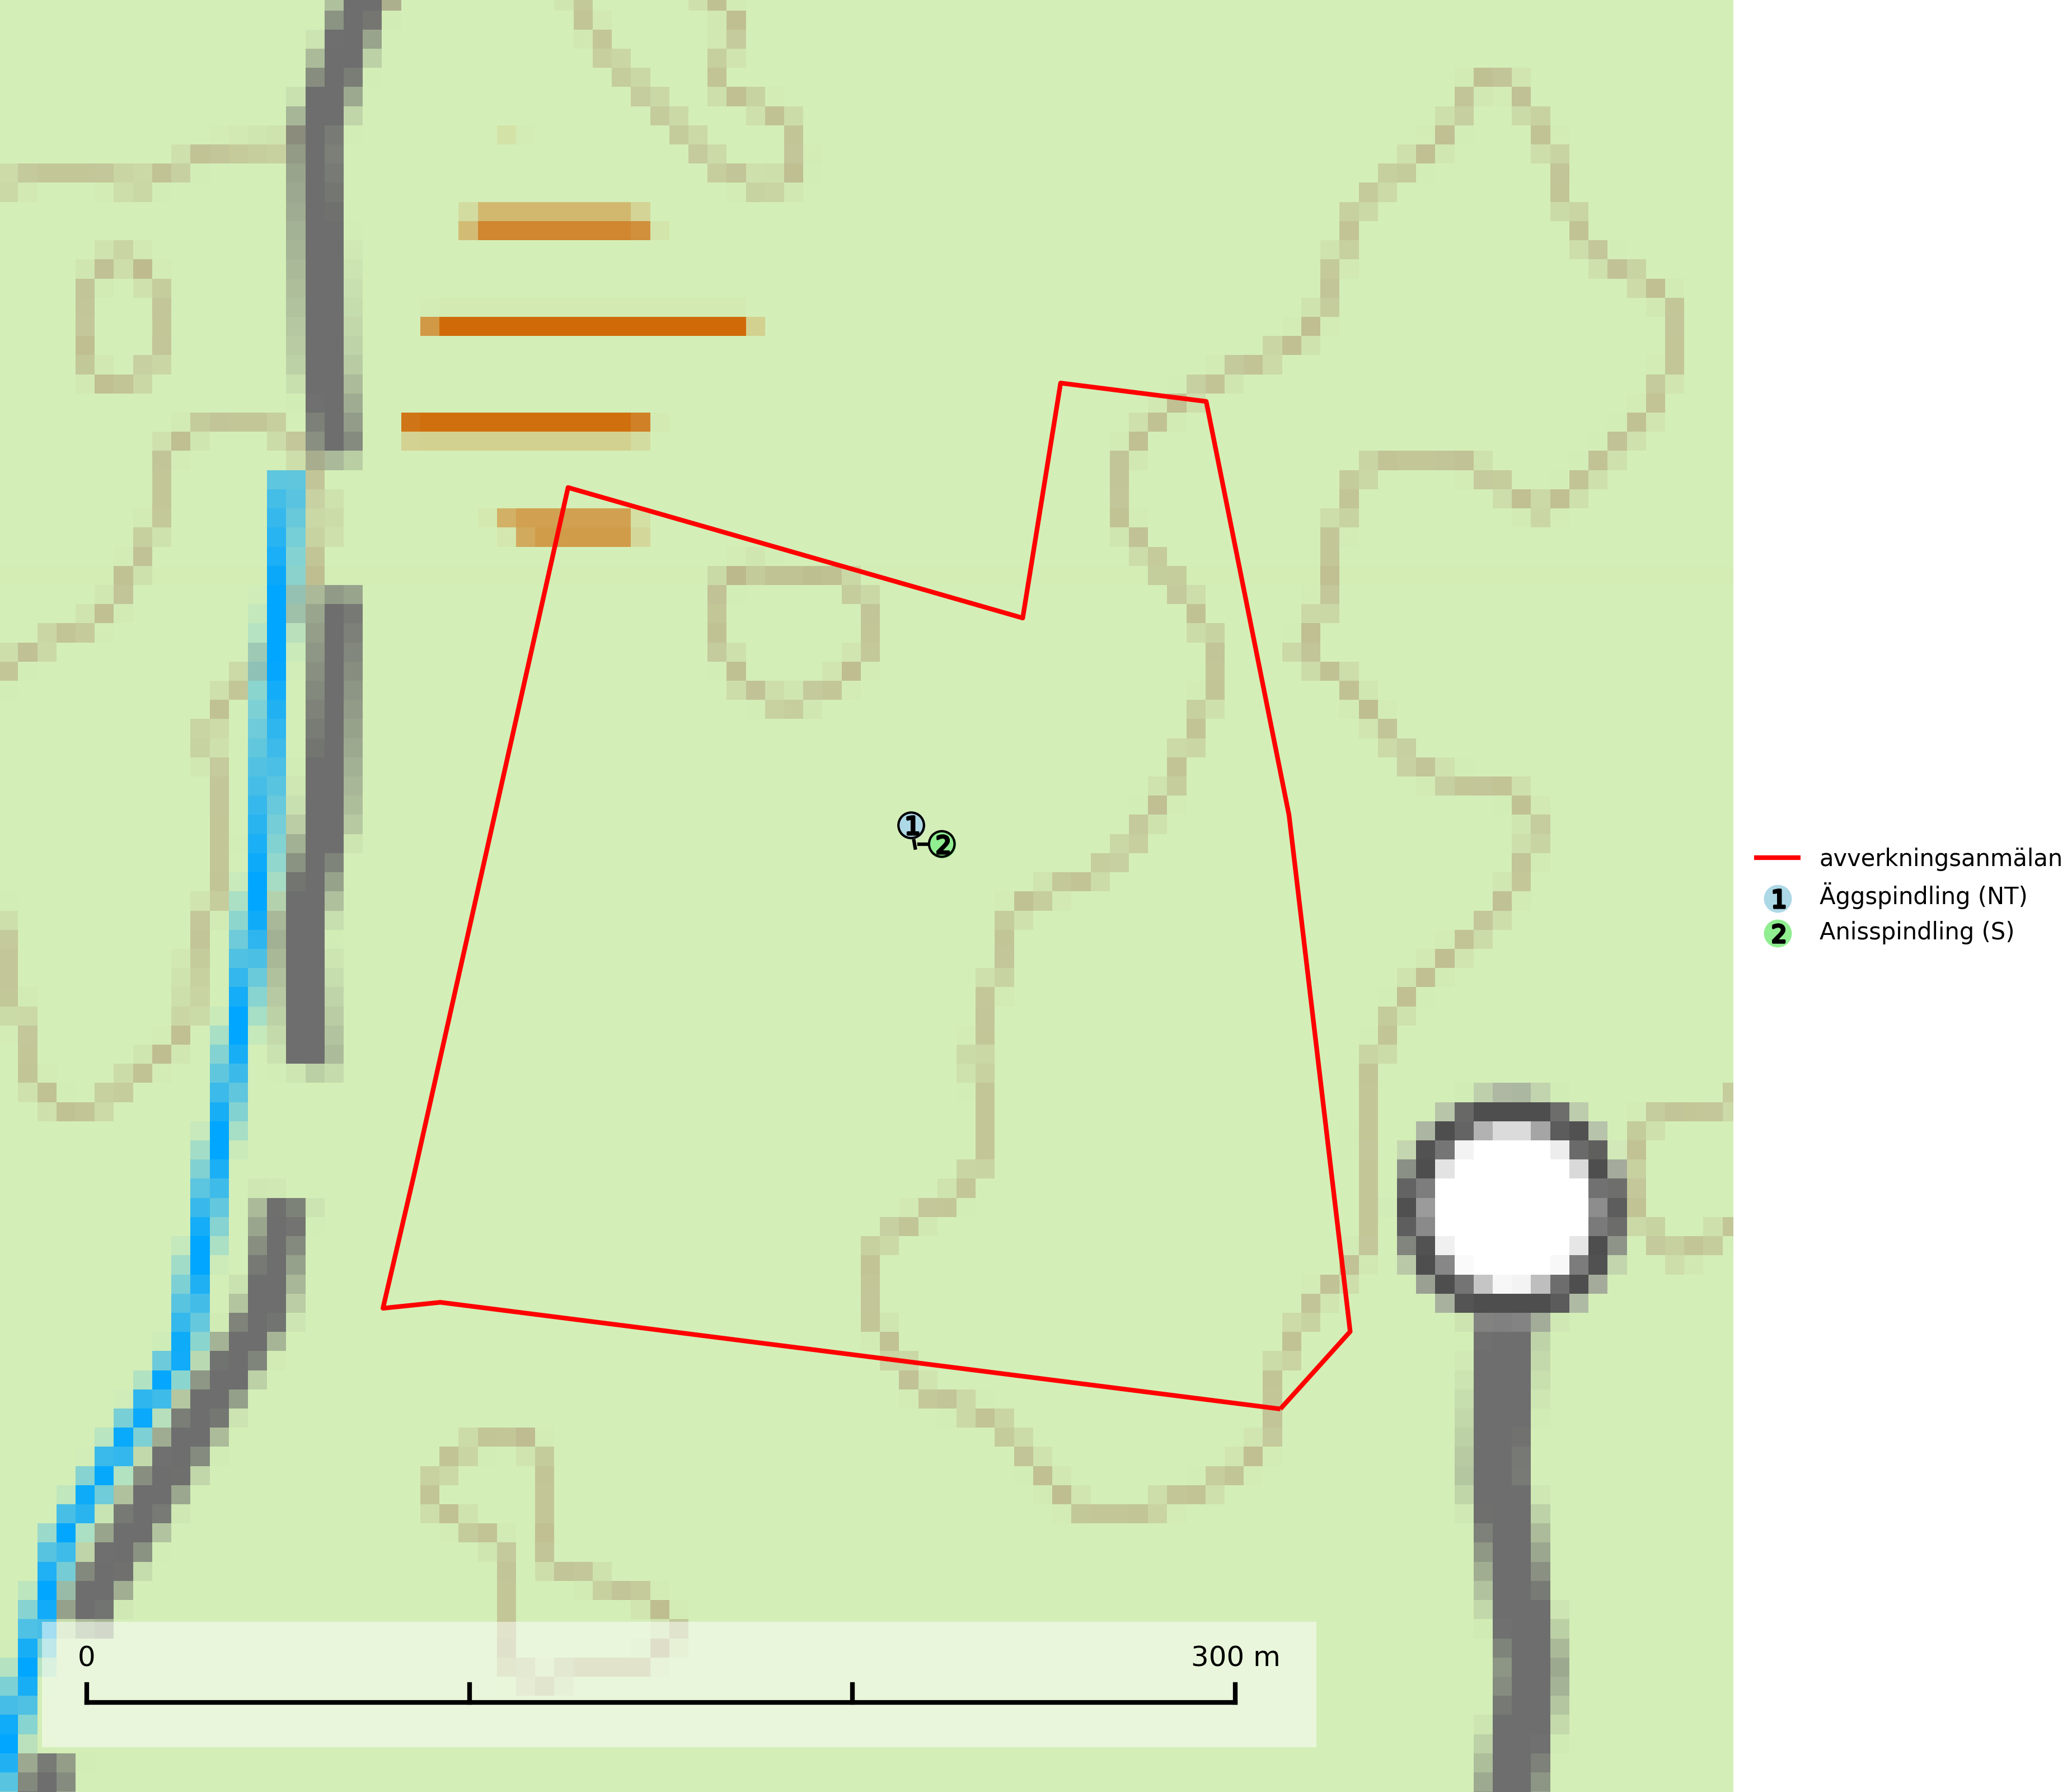 1
2
avverkningsanmälan
1 Äggspindling (NT)
2 Anisspindling (S)
0 300 m